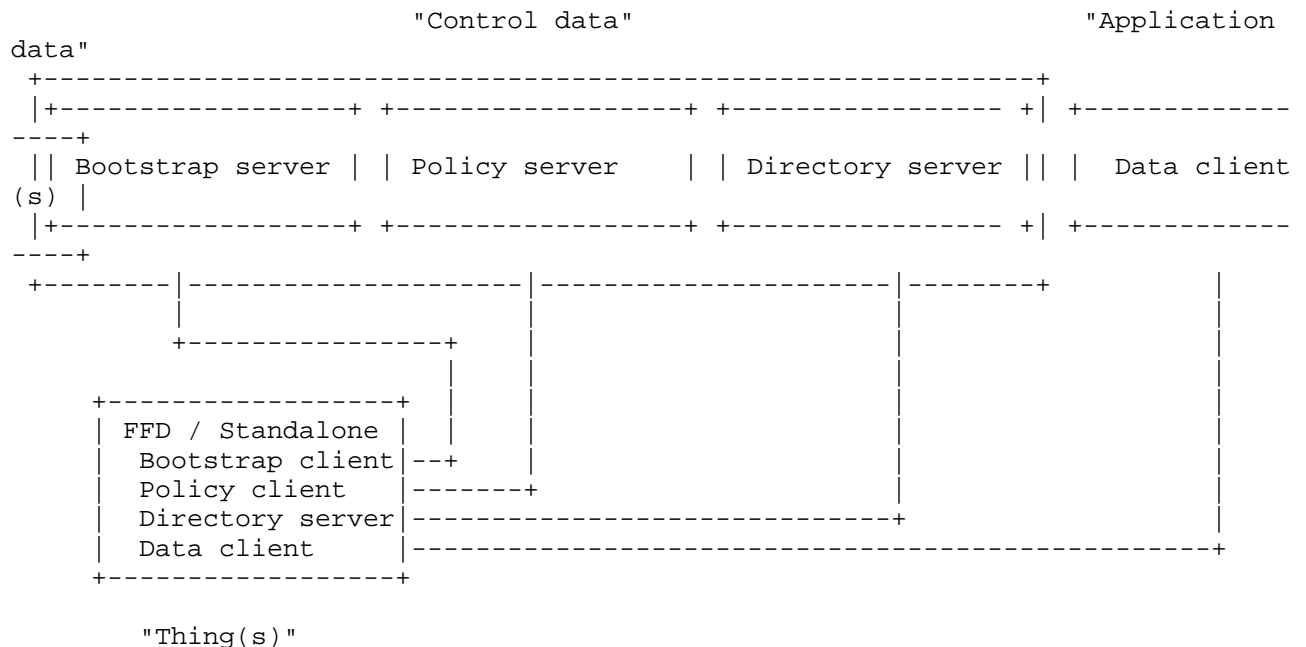 "Control data" "Application
data"
+--------------------------------------------------------------+
|+------------------+ +------------------+ +----------------- +| +-------------
----+
|| Bootstrap server | | Policy server | | Directory server || | Data client
(s) |
|+------------------+ +------------------+ +----------------- +| +-------------
----+
+--------|---------------------|----------------------|--------+ |
| | | |
+----------------+ | | |
| | | |
+------------------+ | | | |
| FFD / Standalone | | | | |
| Bootstrap client|--+ | | |
| Policy client |-------+ | |
| Directory server|------------------------------+ |
| Data client |--------------------------------------------------+
+------------------+
"Thing(s)"